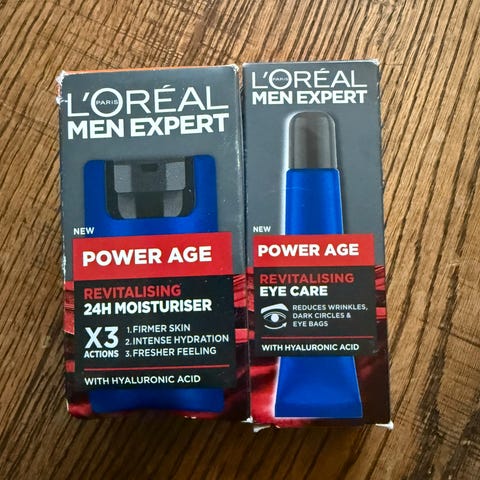 L'ORÉAL
PARIS
MEN EXPERT
NEW
POWER AGE
REVITALISING
24H MOISTURISER
X3
ACTIONS
1.FIRMER SKIN
2.INTENSE HYDRATION
3.FRESHER FEELING
WITH HYALURONIC ACID
L'ORÉAL
PARIS
MEN EXPERT
NEW
POWER AGE
REVITALISING
EYE CARE
REDUCES WRINKLES,
DARK CIRCLES &
EYE BAGS
WITH HYALURONIC ACID